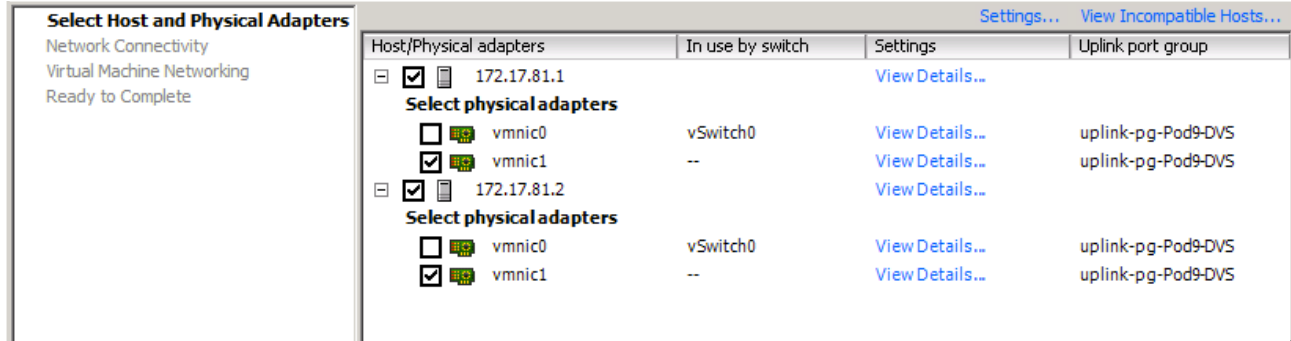 Select Host and Physical Adapters
Network Connectivity
Virtual Machine Networking
Ready to Complete
Settings... View Incompatible Hosts...
Host/Physical adapters In use by switch Settings Uplink port group
172.17.81.1 View Details...
Select physical adapters
vmnic0 vSwitch0 View Details... uplink-pg-Pod9-DVS
vmnic1 -- View Details... uplink-pg-Pod9-DVS
172.17.81.2 View Details...
Select physical adapters
vmnic0 vSwitch0 View Details... uplink-pg-Pod9-DVS
vmnic1 -- View Details... uplink-pg-Pod9-DVS